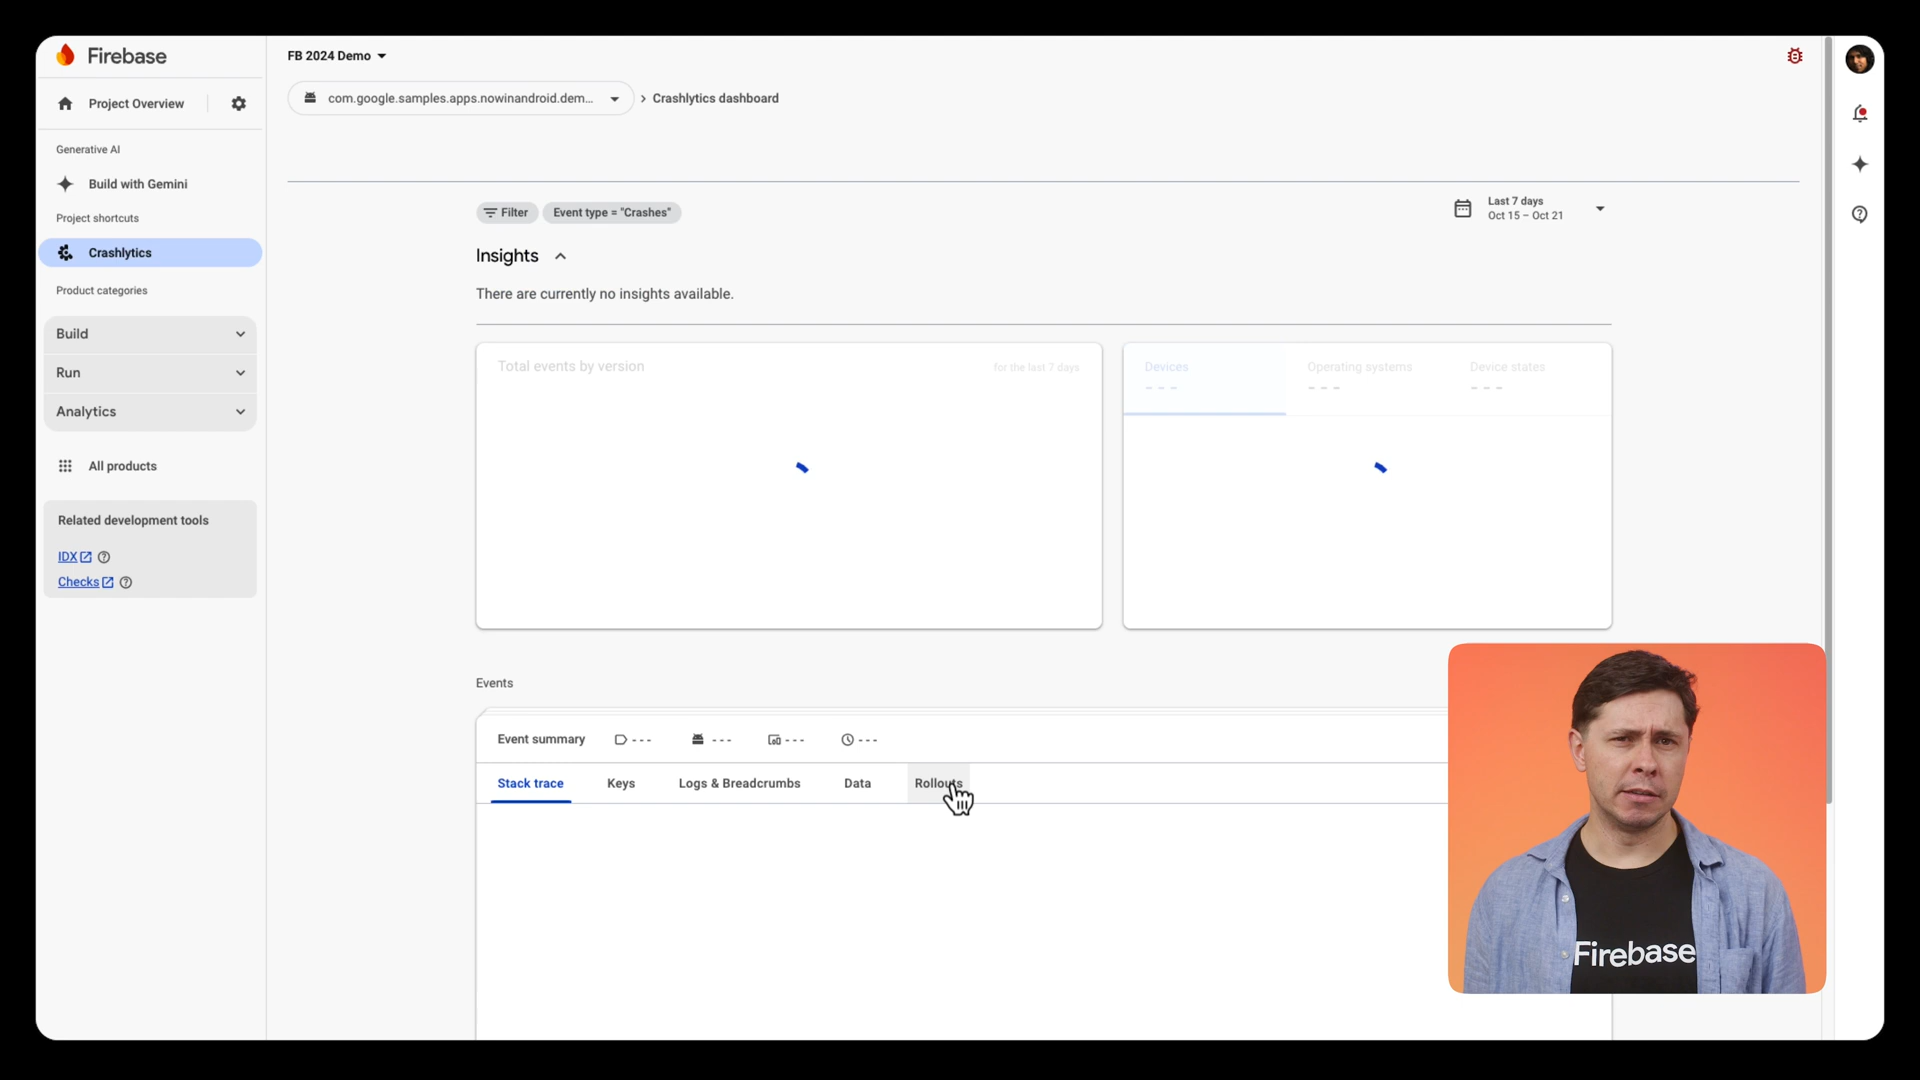 Firebase
Project Overview
Generative AI
Build with Gemini
Project shortcuts
Crashlytics
Product categories
Build
Run
Analytics
All products
Related development tools
IDX
Checks
FB 2024 Demo
com.google.samples.apps.nowinandroid.dem...
Crashlytics dashboard
Filter
Event type = "Crashes"
Last 7 days
Oct 15 – Oct 21
Insights
There are currently no insights available.
Total events by version
for the last 7 days
Devices
- - -
Operating systems
- - -
Device states
- - -
Events
Event summary
- - -
- - -
- - -
- - -
Stack trace
Keys
Logs & Breadcrumbs
Data
Rollouts
Firebase